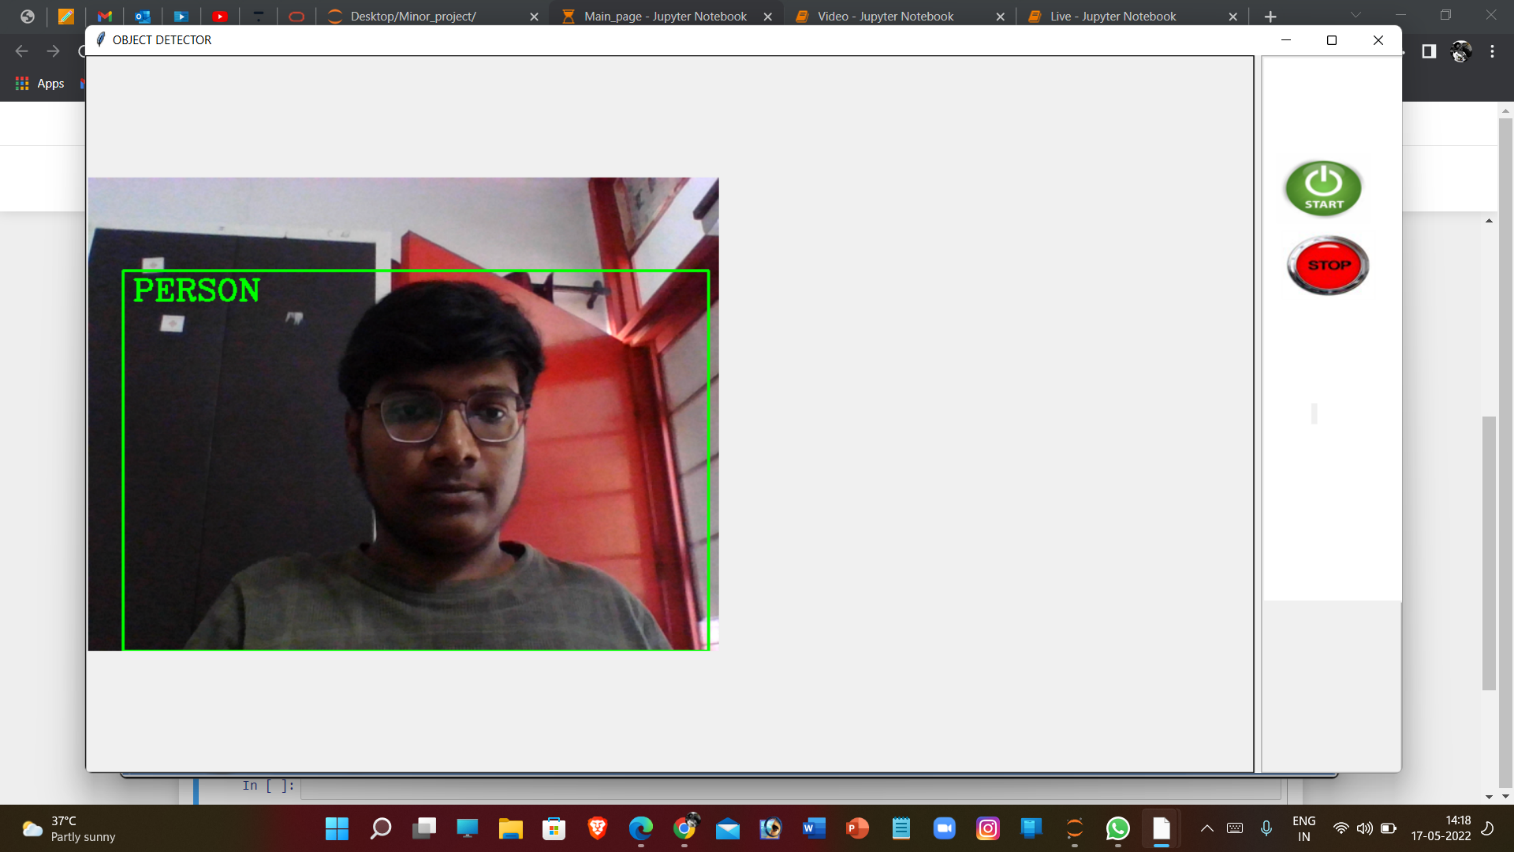 Desktop/Minor_project/
Main_page - Jupyter Notebook
Video - Jupyter Notebook
Live - Jupyter Notebook
OBJECT DETECTOR
Apps
START
STOP
PERSON
In [ ]:
37°C
Partly sunny
ENG
IN
14:18
17-05-2022